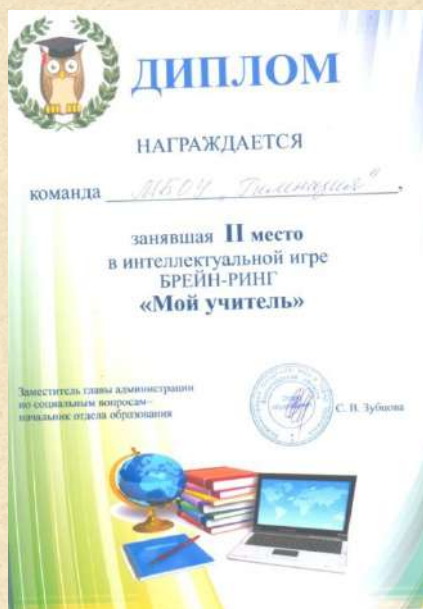 ДИПЛОМ
НАГРАЖДАЕТСЯ
команда МБОУ „Гимназия",
занявшая II место
в интеллектуальной игре
БРЕЙН-РИНГ
«Мой учитель»
Заместитель главы администрации
по социальным вопросам–
начальник отдела образования
С. В. Зубцова